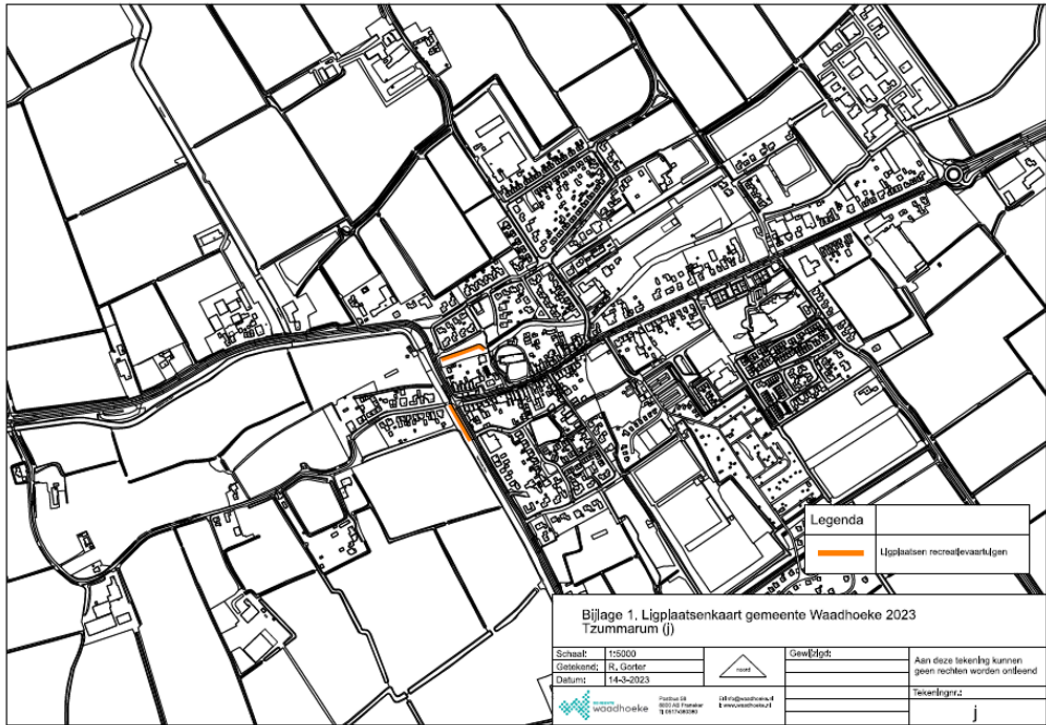 Legenda
Ligplaatsen recreatievaartuigen
Bijlage 1, Ligplaatsenkaart gemeente Waadhoeke 2023
Tzummarum (j)
Schaal: 1:5000
Getekend: R. Gorter
Datum: 14-3-2023
noord
Gewijzigd:
Aan deze tekening kunnen
geen rechten worden ontleend
Tekeningnr.:
j
waadhoeke